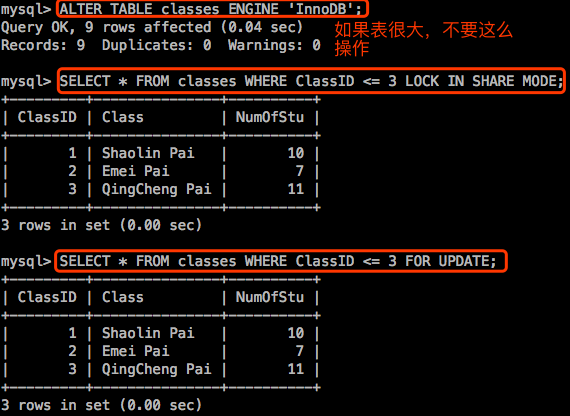 mysql> ALTER TABLE classes ENGINE 'InnoDB';
Query OK, 9 rows affected (0.04 sec)
Records: 9  Duplicates: 0  Warnings: 0
如果表很大，不要这么
操作
mysql> SELECT * FROM classes WHERE ClassID <= 3 LOCK IN SHARE MODE;
+---------+---------------+----------+
| ClassID | Class         | NumOfStu |
+---------+---------------+----------+
|       1 | Shaolin Pai   |       10 |
|       2 | Emei Pai      |        7 |
|       3 | QingCheng Pai |       11 |
+---------+---------------+----------+
3 rows in set (0.00 sec)
mysql> SELECT * FROM classes WHERE ClassID <= 3 FOR UPDATE;
+---------+---------------+----------+
| ClassID | Class         | NumOfStu |
+---------+---------------+----------+
|       1 | Shaolin Pai   |       10 |
|       2 | Emei Pai      |        7 |
|       3 | QingCheng Pai |       11 |
+---------+---------------+----------+
3 rows in set (0.00 sec)